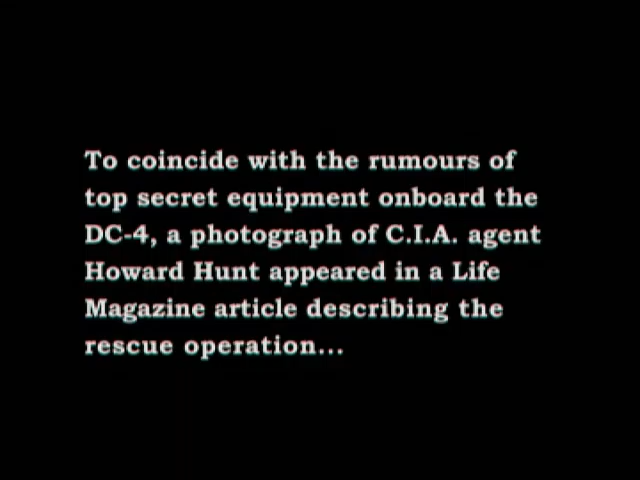 To coincide with the rumours of
top secret equipment onboard the
DC-4, a photograph of C.I.A. agent
Howard Hunt appeared in a Life
Magazine article describing the
rescue operation...